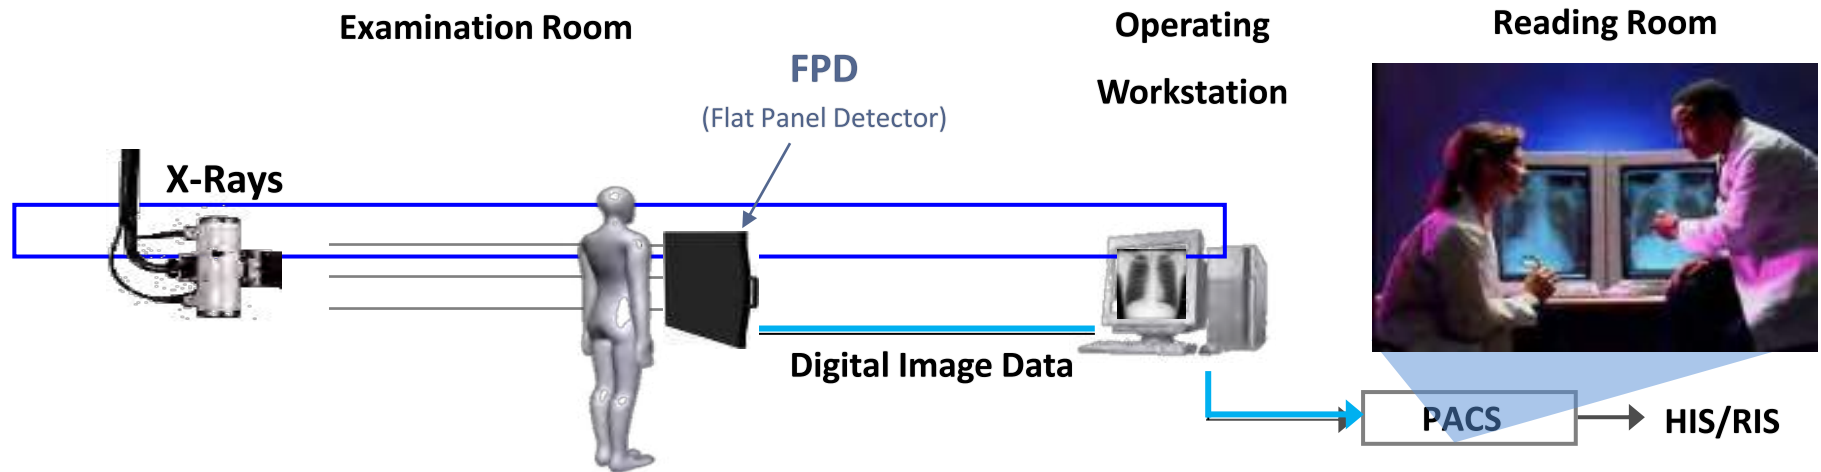 Examination Room
Operating
Workstation
Reading Room
FPD
(Flat Panel Detector)
X-Rays
Digital Image Data
PACS
HIS/RIS